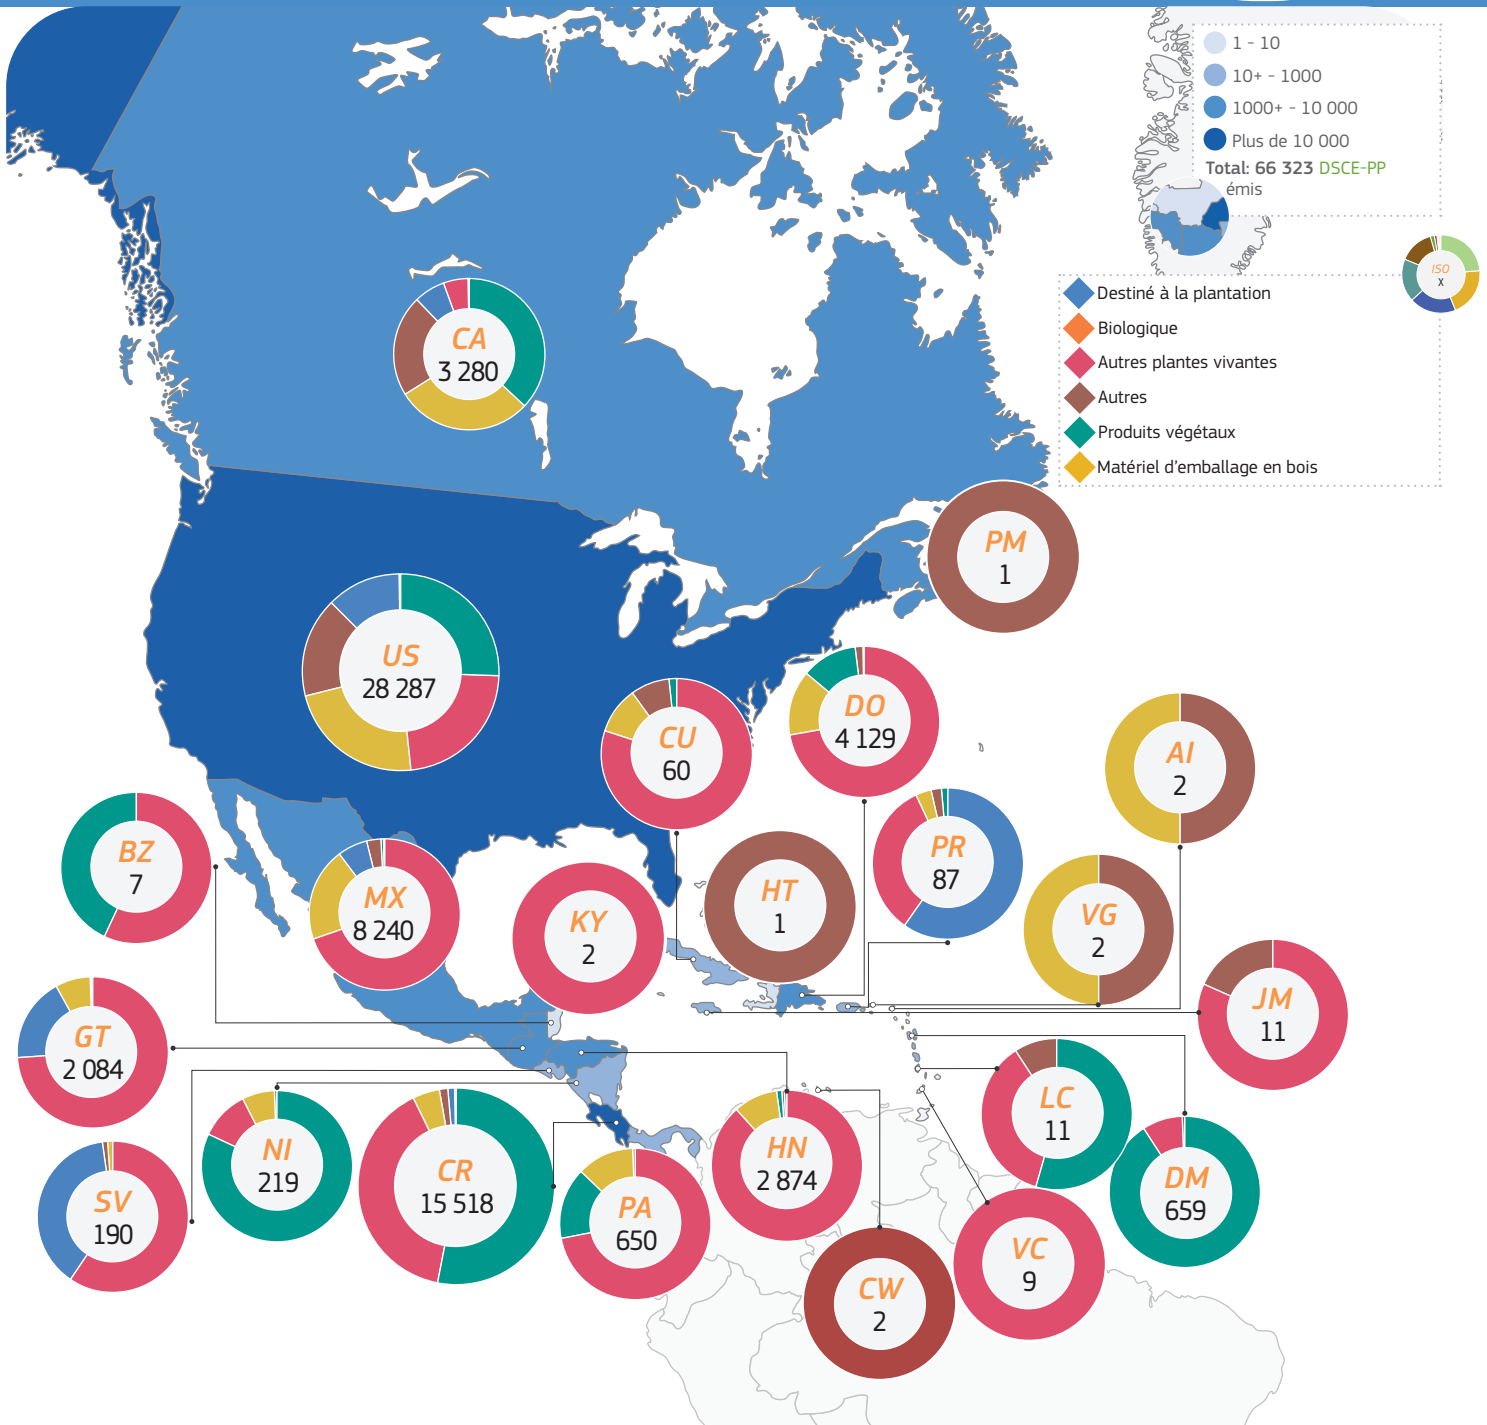 1 - 10
10+ - 1000
1000+ - 10 000
Plus de 10 000
Total: 66 323 DSCE-PP
émis
ISO
X
Destiné à la plantation
Biologique
Autres plantes vivantes
Autres
Produits végétaux
Matériel d'emballage en bois
CA
3 280
PM
1
US
28 287
CU
60
DO
4 129
AI
2
BZ
7
MX
8 240
KY
2
HT
1
PR
87
VG
2
JM
11
GT
2 084
LC
11
NI
219
CR
15 518
HN
2 874
DM
659
SV
190
PA
650
CW
2
VC
9